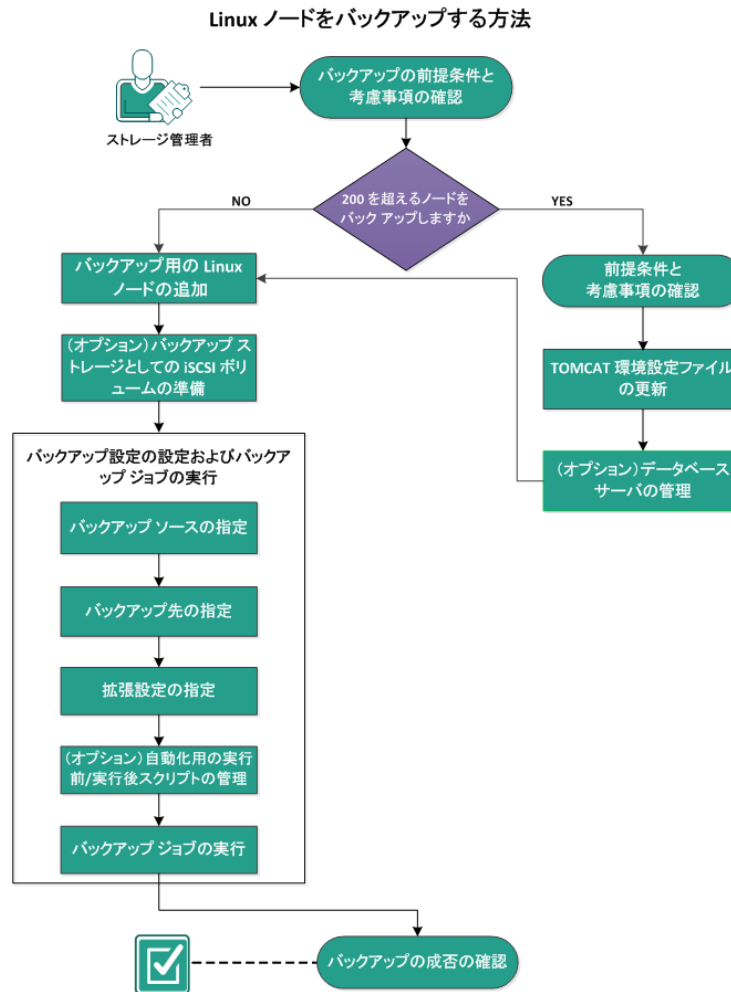 Linux ノードをバックアップする方法
ストレージ管理者
バックアップの前提条件と
考慮事項の確認
200 を超えるノードを
バック アップしますか
NO
YES
バックアップ用の Linux
ノードの追加
前提条件と
考慮事項の確認
(オプション)バックアップ ス
トレージとしての iSCSI ボリ
ュームの準備
TOMCAT 環境設定ファイル
の更新
(オプション)データベース
サーバの管理
バックアップ設定の設定およびバックア
ップ ジョブの実行
バックアップ ソースの指定
バックアップ先の指定
拡張設定の指定
(オプション)自動化用の実行
前/実行後スクリプトの管理
バックアップ ジョブの実行
バックアップの成否の確認